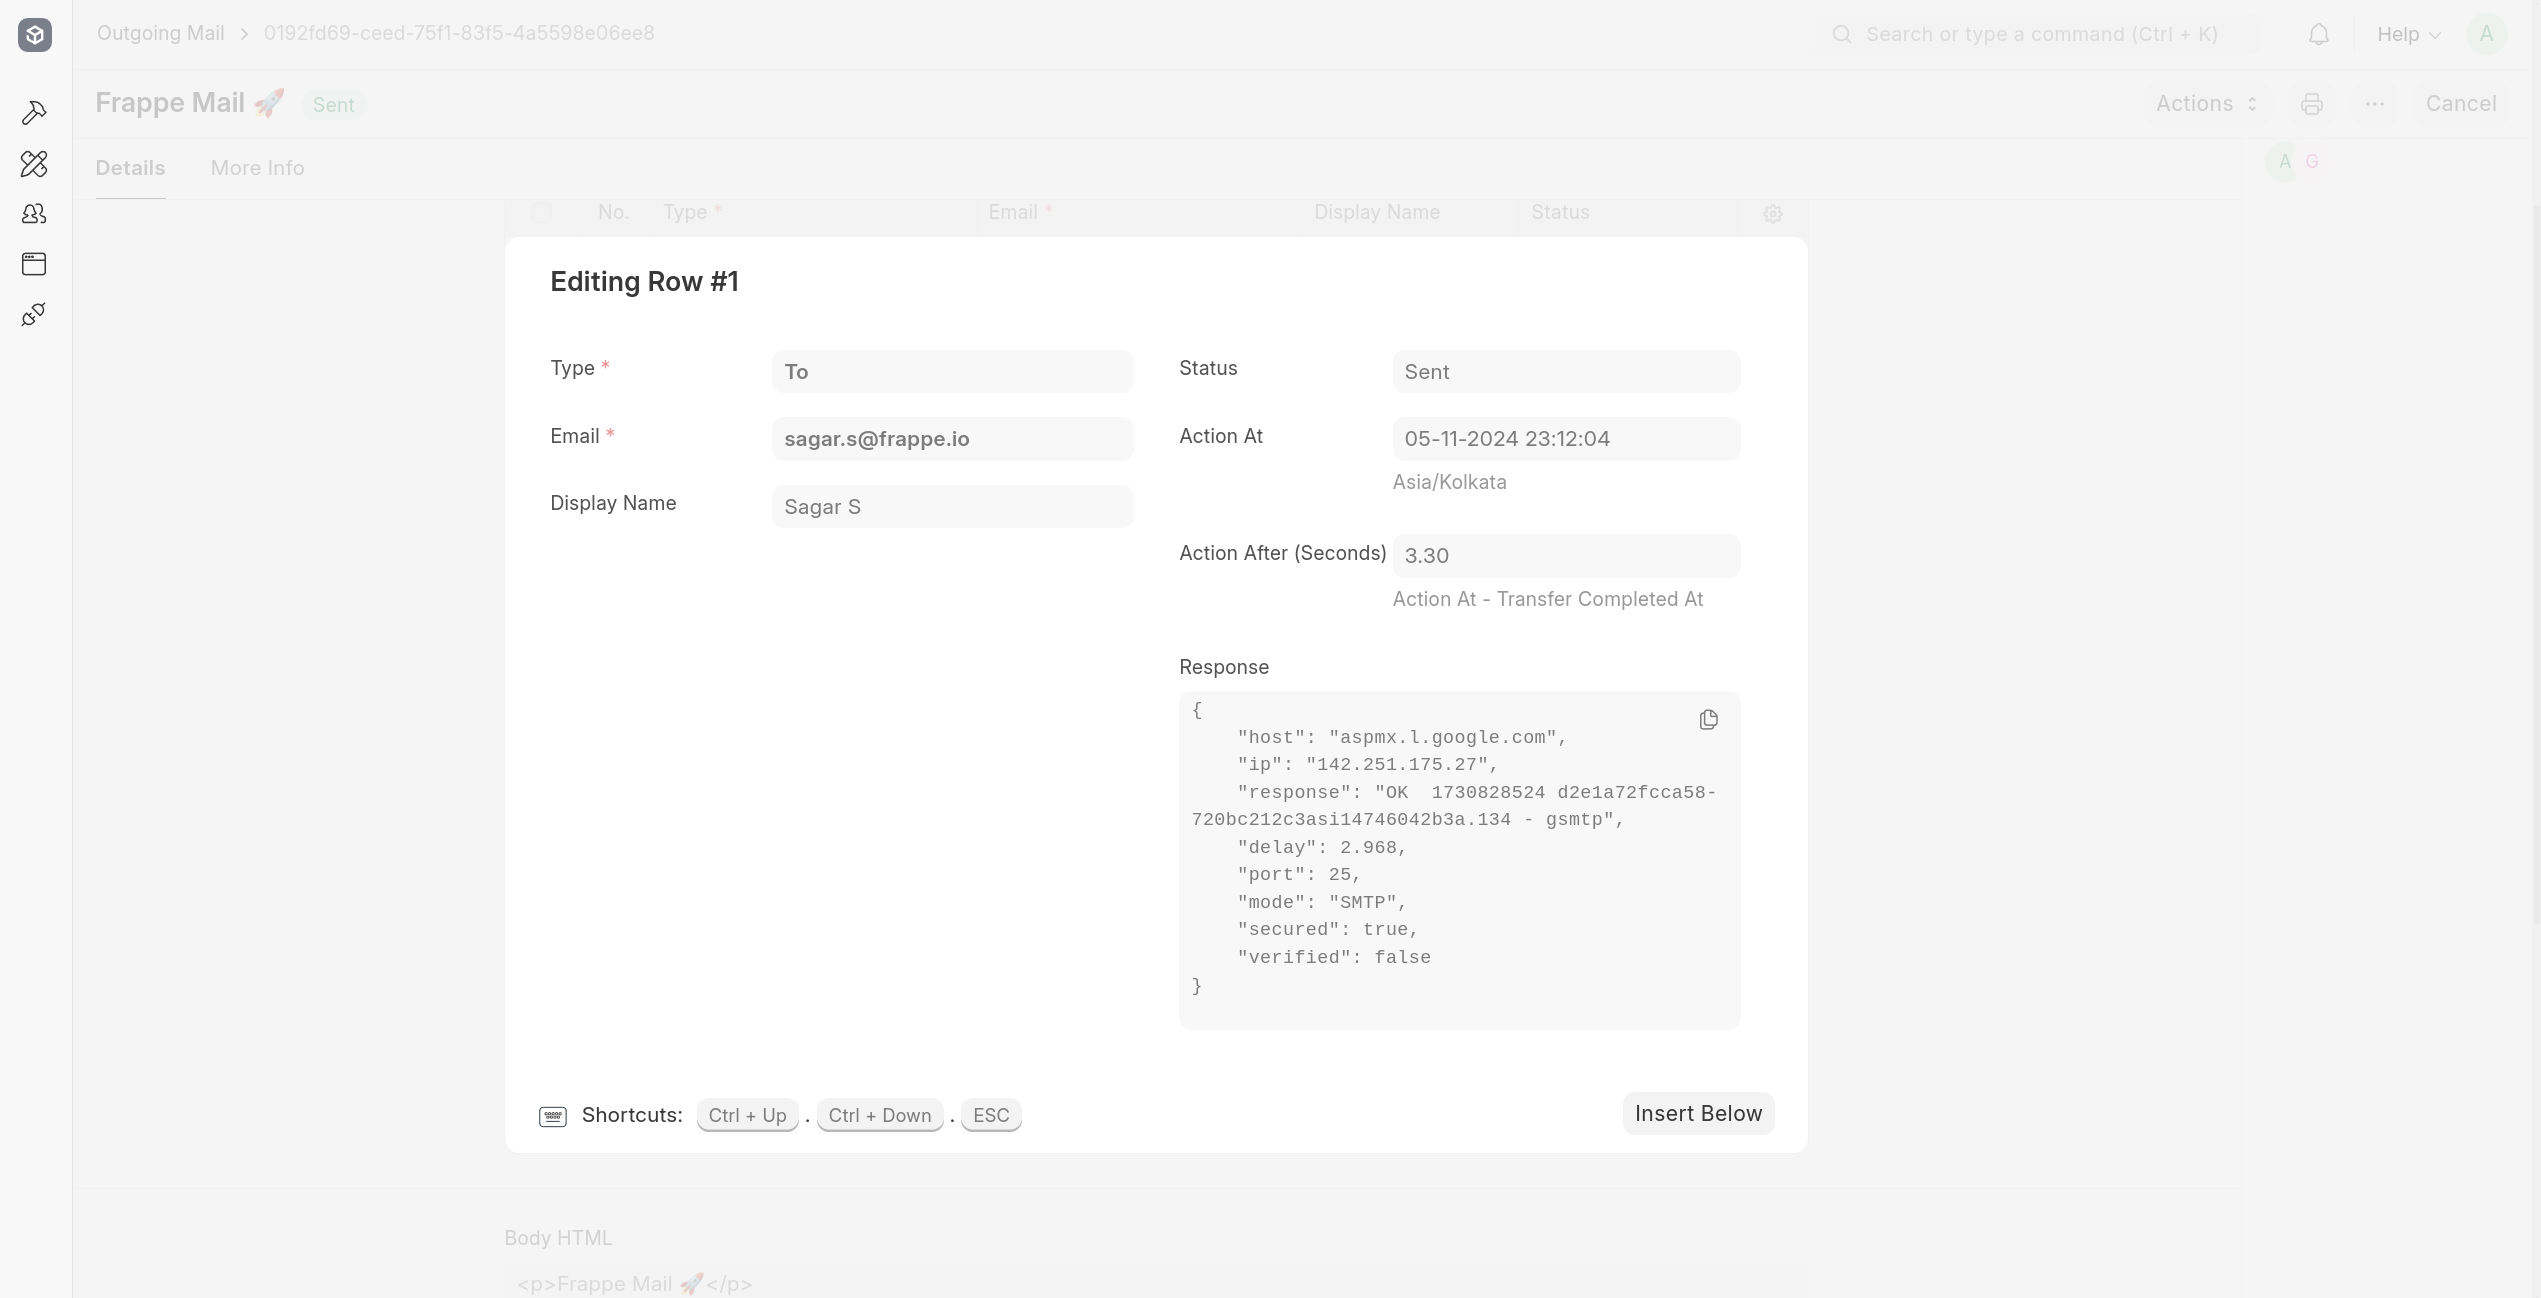 Outgoing Mail > 0192fd69-ceed-75f1-83f5-4a5598e06ee8
Search or type a command (Ctrl + K)
Help
A
Frappe Mail 🚀 Sent
Actions
...
Cancel
Details More Info
A G
No. Type * Email * Display Name Status
Editing Row #1
Type * To
Email * sagar.s@frappe.io
Display Name Sagar S
Status Sent
Action At 05-11-2024 23:12:04
Asia/Kolkata
Action After (Seconds) 3.30
Action At - Transfer Completed At
Response
{
    "host": "aspmx.l.google.com",
    "ip": "142.251.175.27",
    "response": "OK  1730828524 d2e1a72fcca58-
720bc212c3asi14746042b3a.134 - gsmtp",
    "delay": 2.968,
    "port": 25,
    "mode": "SMTP",
    "secured": true,
    "verified": false
}
Shortcuts: Ctrl + Up . Ctrl + Down . ESC
Insert Below
Body HTML
<p>Frappe Mail 🚀</p>